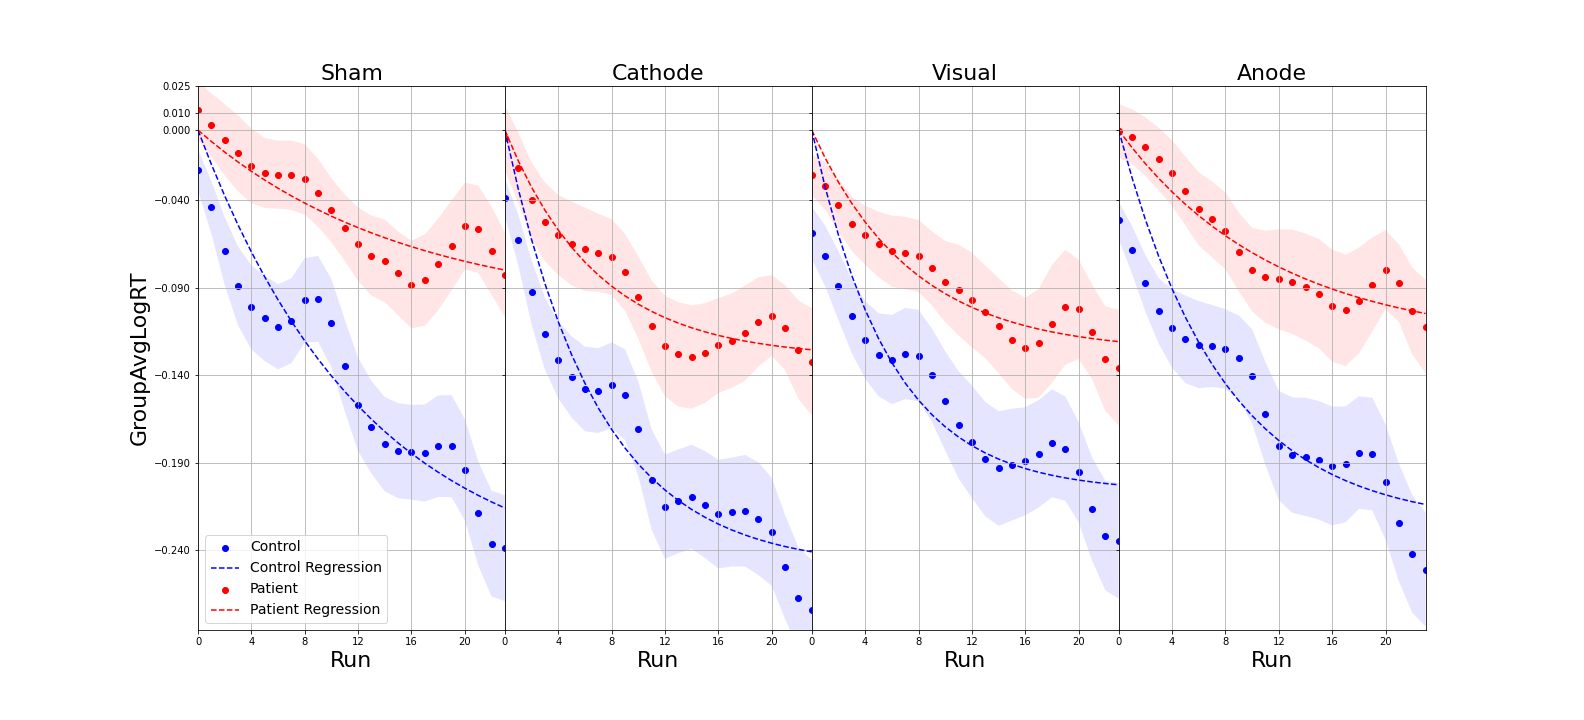 Sham Cathode Visual Anode
0.025
0.010
0.000
−0.040
−0.090
−0.140
−0.190
−0.240
GroupAvgLogRT
Control
Control Regression
Patient
Patient Regression
0 4 8 12 16 20 0 4 8 12 16 20 0 4 8 12 16 20 0 4 8 12 16 20
Run Run Run Run